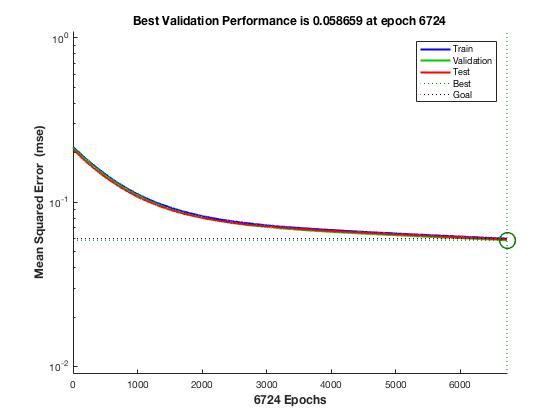 Best Validation Performance is 0.058659 at epoch 6724
10^0
10^-1
10^-2
Mean Squared Error (mse)
Train
Validation
Test
Best
Goal
0 1000 2000 3000 4000 5000 6000
6724 Epochs